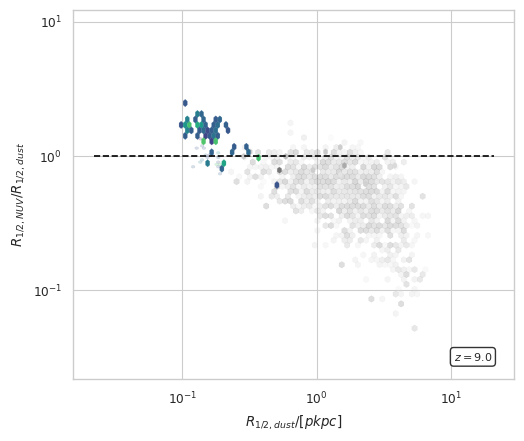 10^1
10^0
10^{-1}
R_{1/2, NUV}/R_{1/2, dust}
z = 9.0
10^{-1} 10^0 10^1
R_{1/2, dust}/[pkpc]